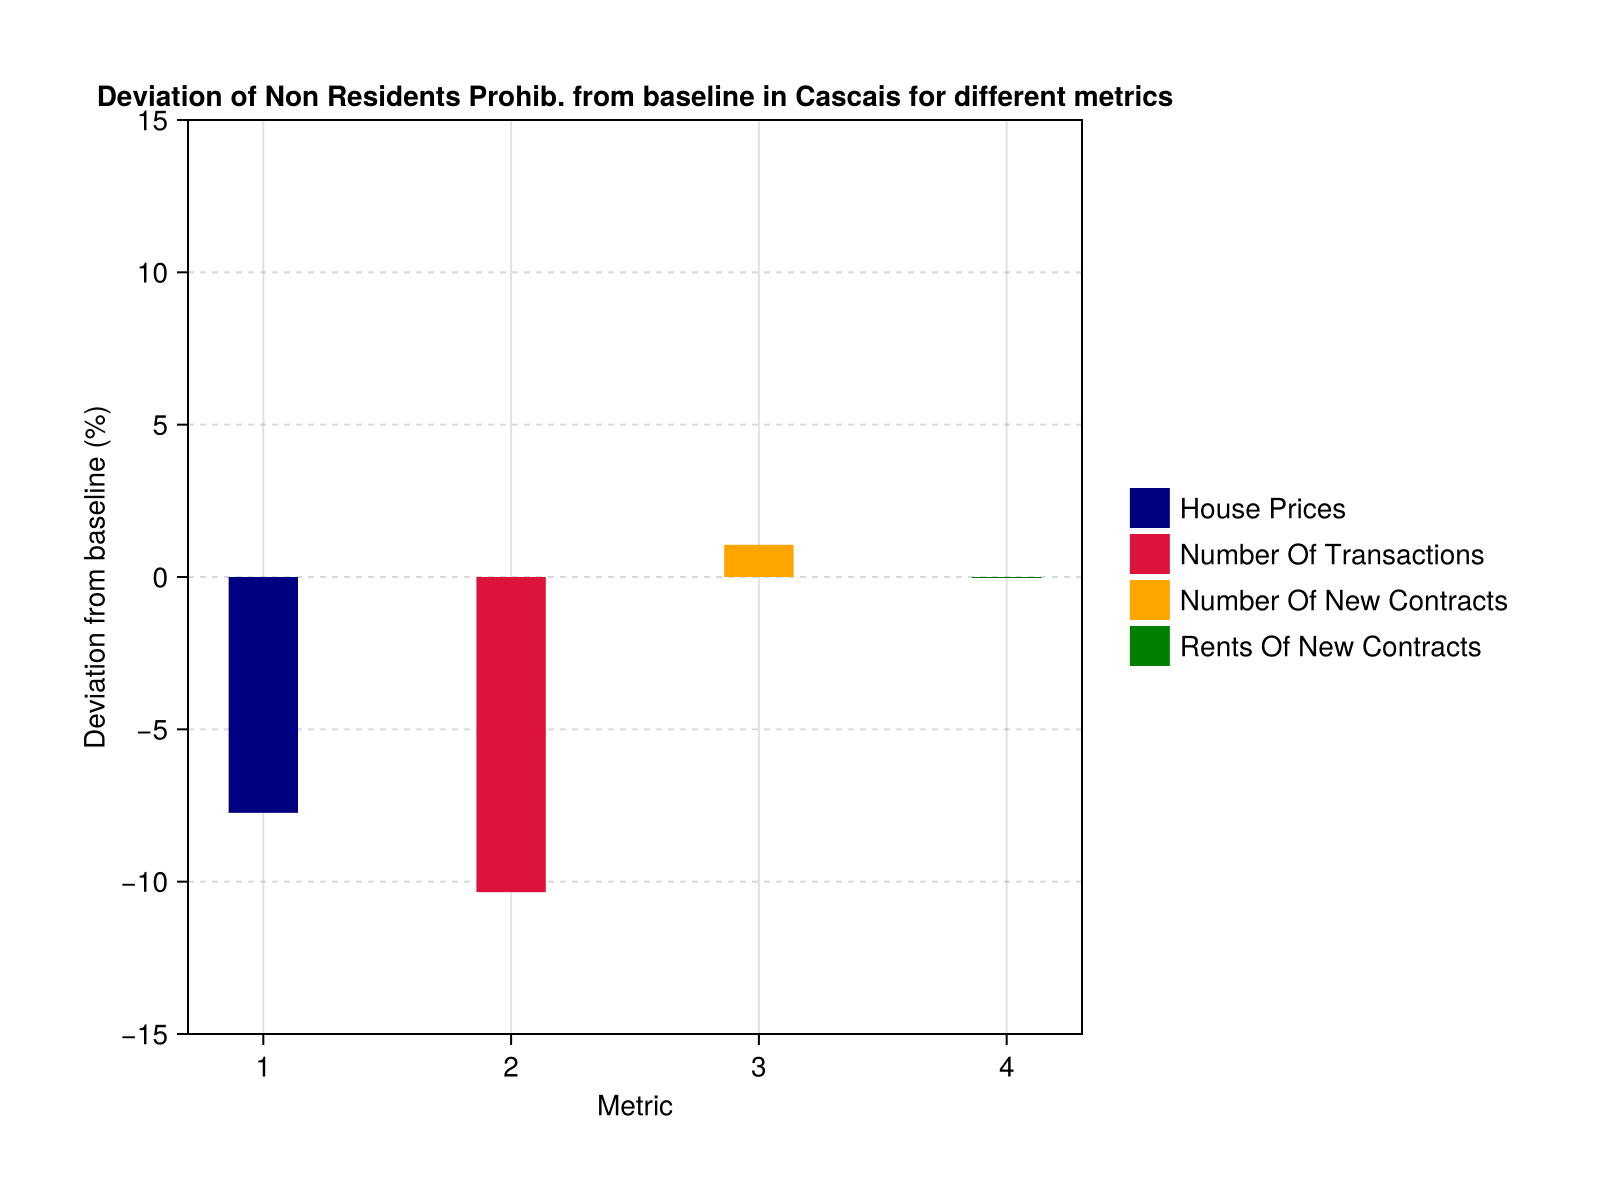 Deviation of Non Residents Prohib. from baseline in Cascais for different metrics
15
10
5
0
−5
−10
−15
Deviation from baseline (%)
1 2 3 4
Metric
House Prices
Number Of Transactions
Number Of New Contracts
Rents Of New Contracts